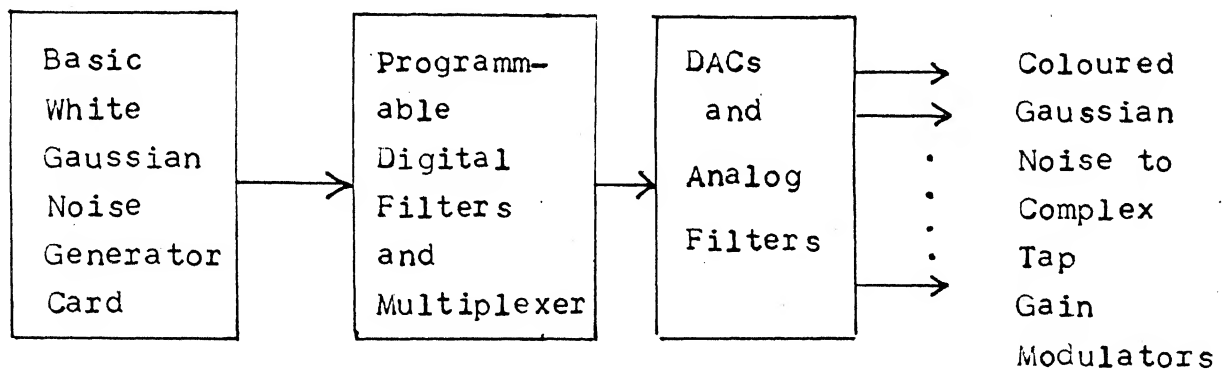 Basic
White
Gaussian
Noise
Generator
Card
Programm-
able
Digital
Filters
and
Multiplexer
DACs
and
Analog
Filters
Coloured
Gaussian
Noise to
Complex
Tap
Gain
Modulators